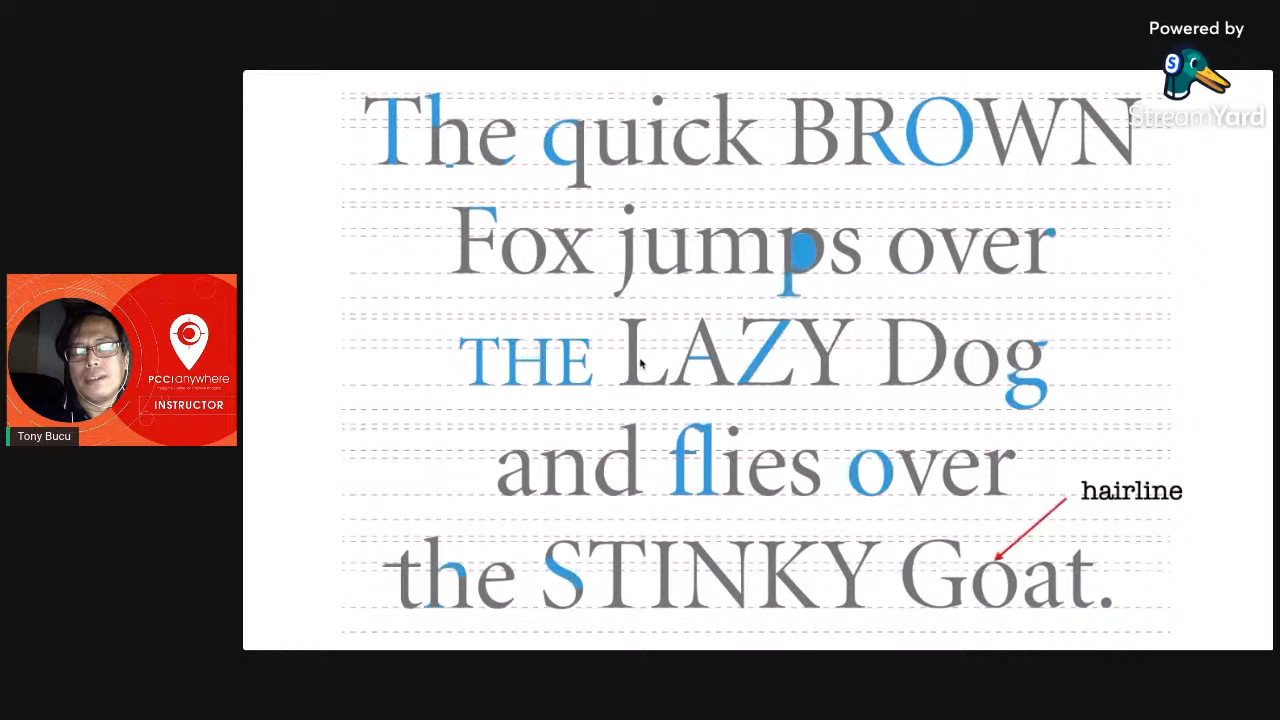 Powered by
StreamYard
The quick BROWN
Fox jumps over
THE LAZY Dog
and flies over
hairline
the STINKY Goat.
PCCI anywhere
INSTRUCTOR
Tony Bucu